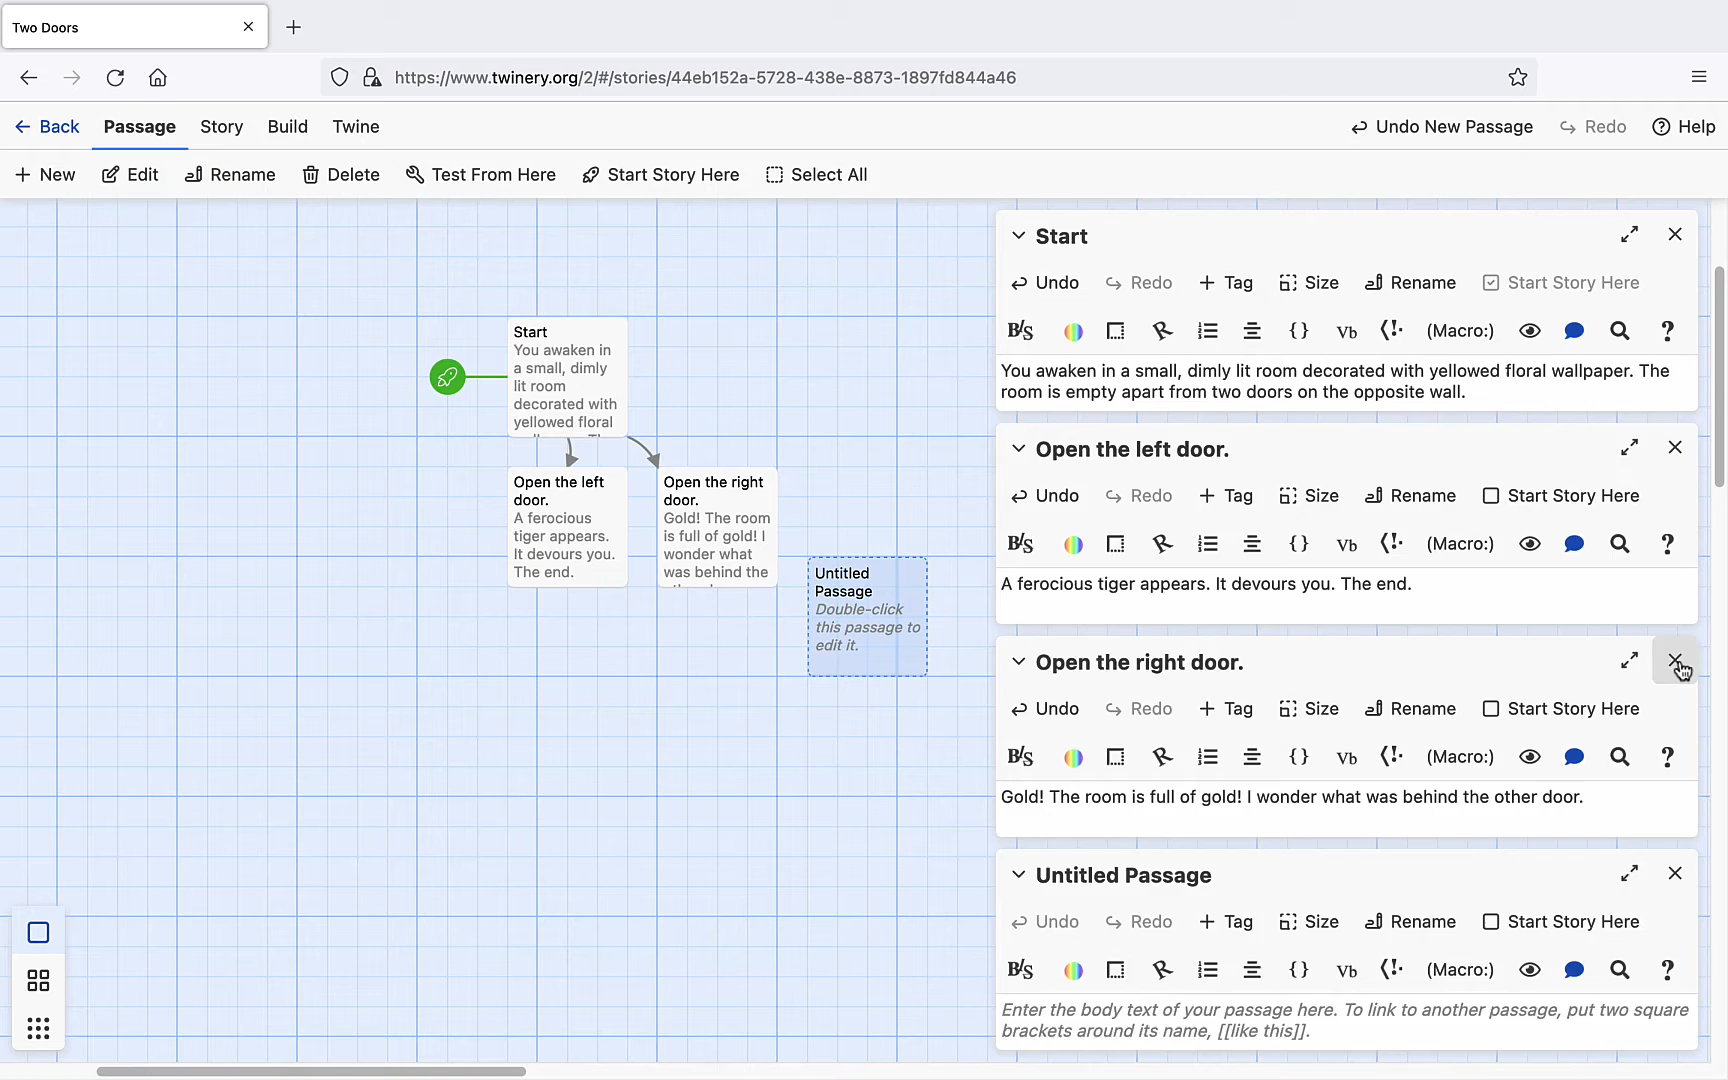 Two Doors
https://www.twinery.org/2/#/stories/44eb152a-5728-438e-8873-1897fd844a46
Back Passage Story Build Twine Undo New Passage Redo Help
New Edit Rename Delete Test From Here Start Story Here Select All
Start
You awaken in
a small, dimly
lit room
decorated with
yellowed floral
Open the left
door.
A ferocious
tiger appears.
It devours you.
The end.
Open the right
door.
Gold! The room
is full of gold! I
wonder what
was behind the
Untitled
Passage
Double-click
this passage to
edit it.
Start
Undo Redo + Tag Size Rename Start Story Here
BIS Vb (Macro:) ?
You awaken in a small, dimly lit room decorated with yellowed floral wallpaper. The
room is empty apart from two doors on the opposite wall.
Open the left door.
Undo Redo + Tag Size Rename Start Story Here
BIS {} Vb (Macro:) ?
A ferocious tiger appears. It devours you. The end.
Open the right door.
Undo Redo + Tag Size Rename Start Story Here
BIS {} Vb (Macro:) ?
Gold! The room is full of gold! I wonder what was behind the other door.
Untitled Passage
Undo Redo + Tag Size Rename Start Story Here
BIS {} Vb (Macro:) ?
Enter the body text of your passage here. To link to another passage, put two square
brackets around its name, [[like this]].